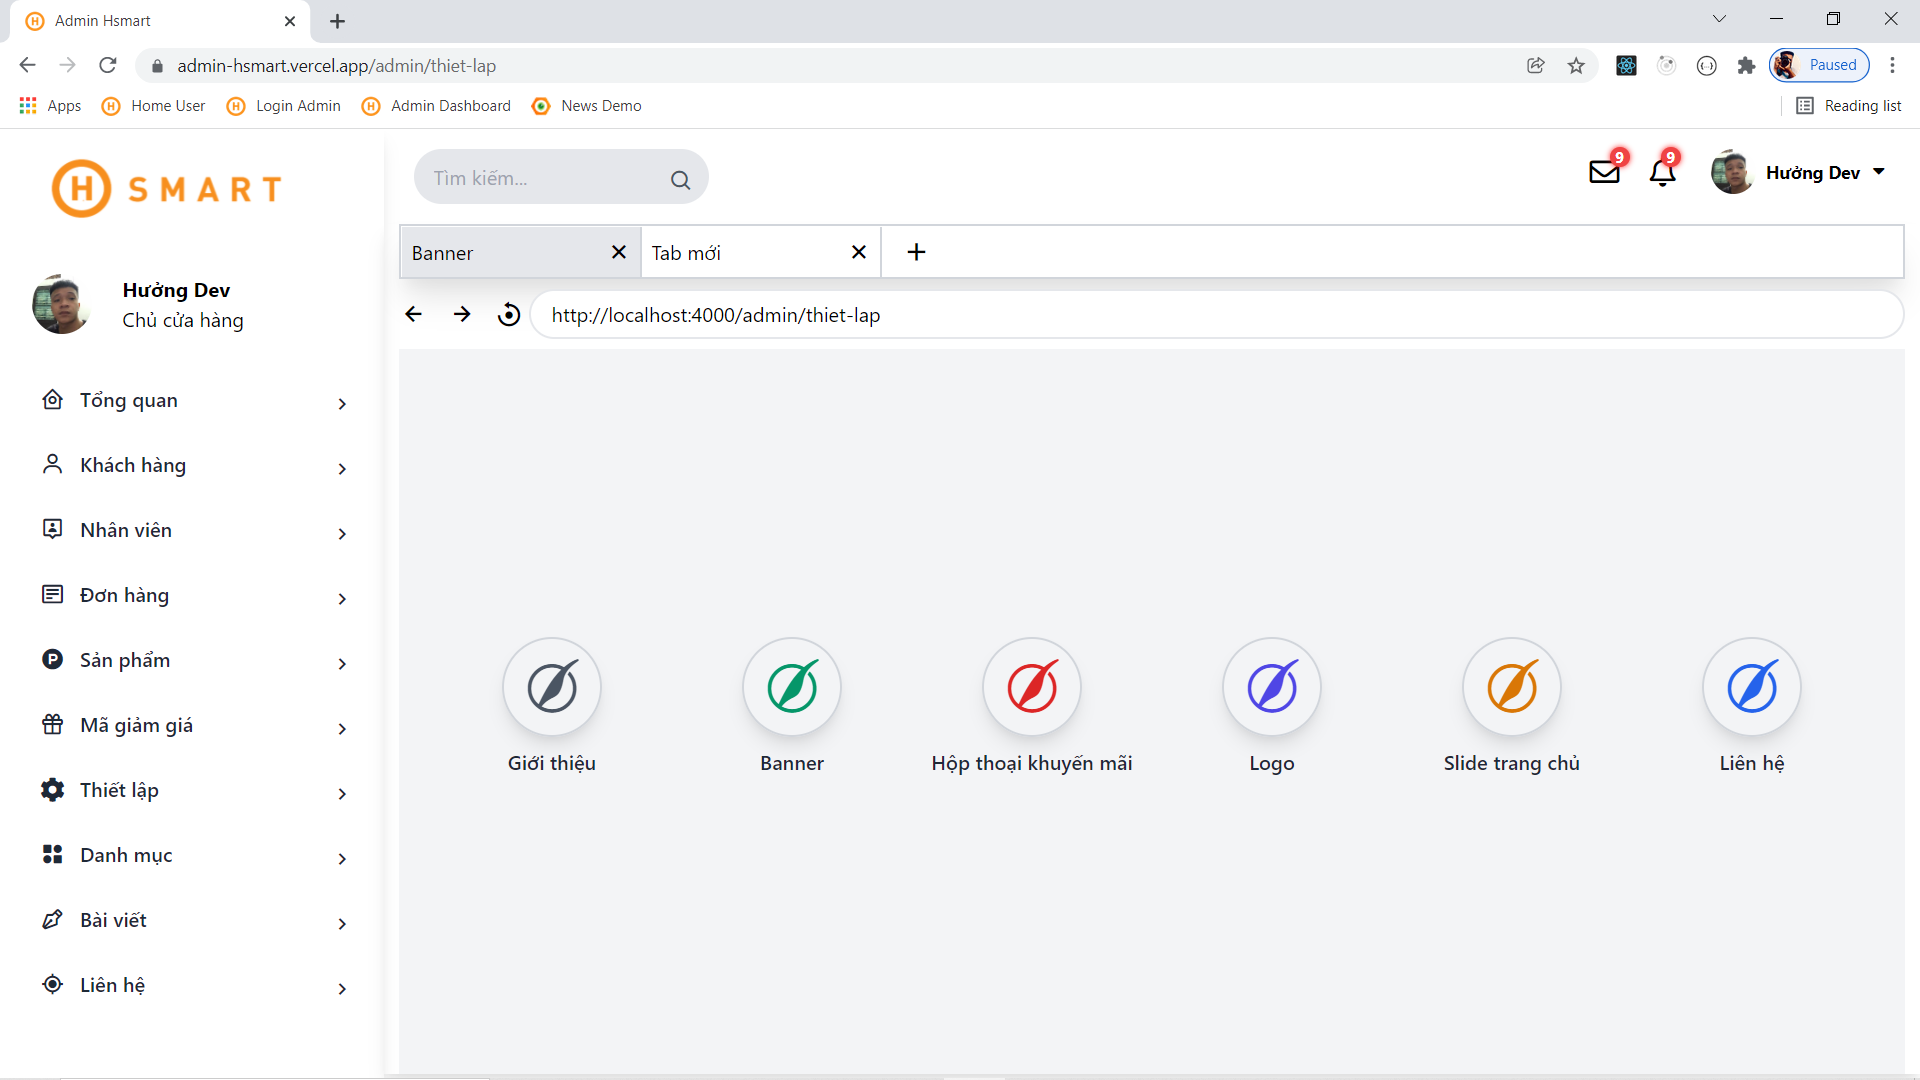 Admin Hsmart
admin-hsmart.vercel.app/admin/thiet-lap
Paused
Apps
Home User
Login Admin
Admin Dashboard
News Demo
Reading list
H SMART
Tìm kiếm...
9
9
Hưởng Dev
Banner
Tab mới
Hưởng Dev
Chủ cửa hàng
http://localhost:4000/admin/thiet-lap
Tổng quan
Khách hàng
Nhân viên
Đơn hàng
Sản phẩm
Mã giảm giá
Thiết lập
Danh mục
Bài viết
Liên hệ
Giới thiệu
Banner
Hộp thoại khuyến mãi
Logo
Slide trang chủ
Liên hệ